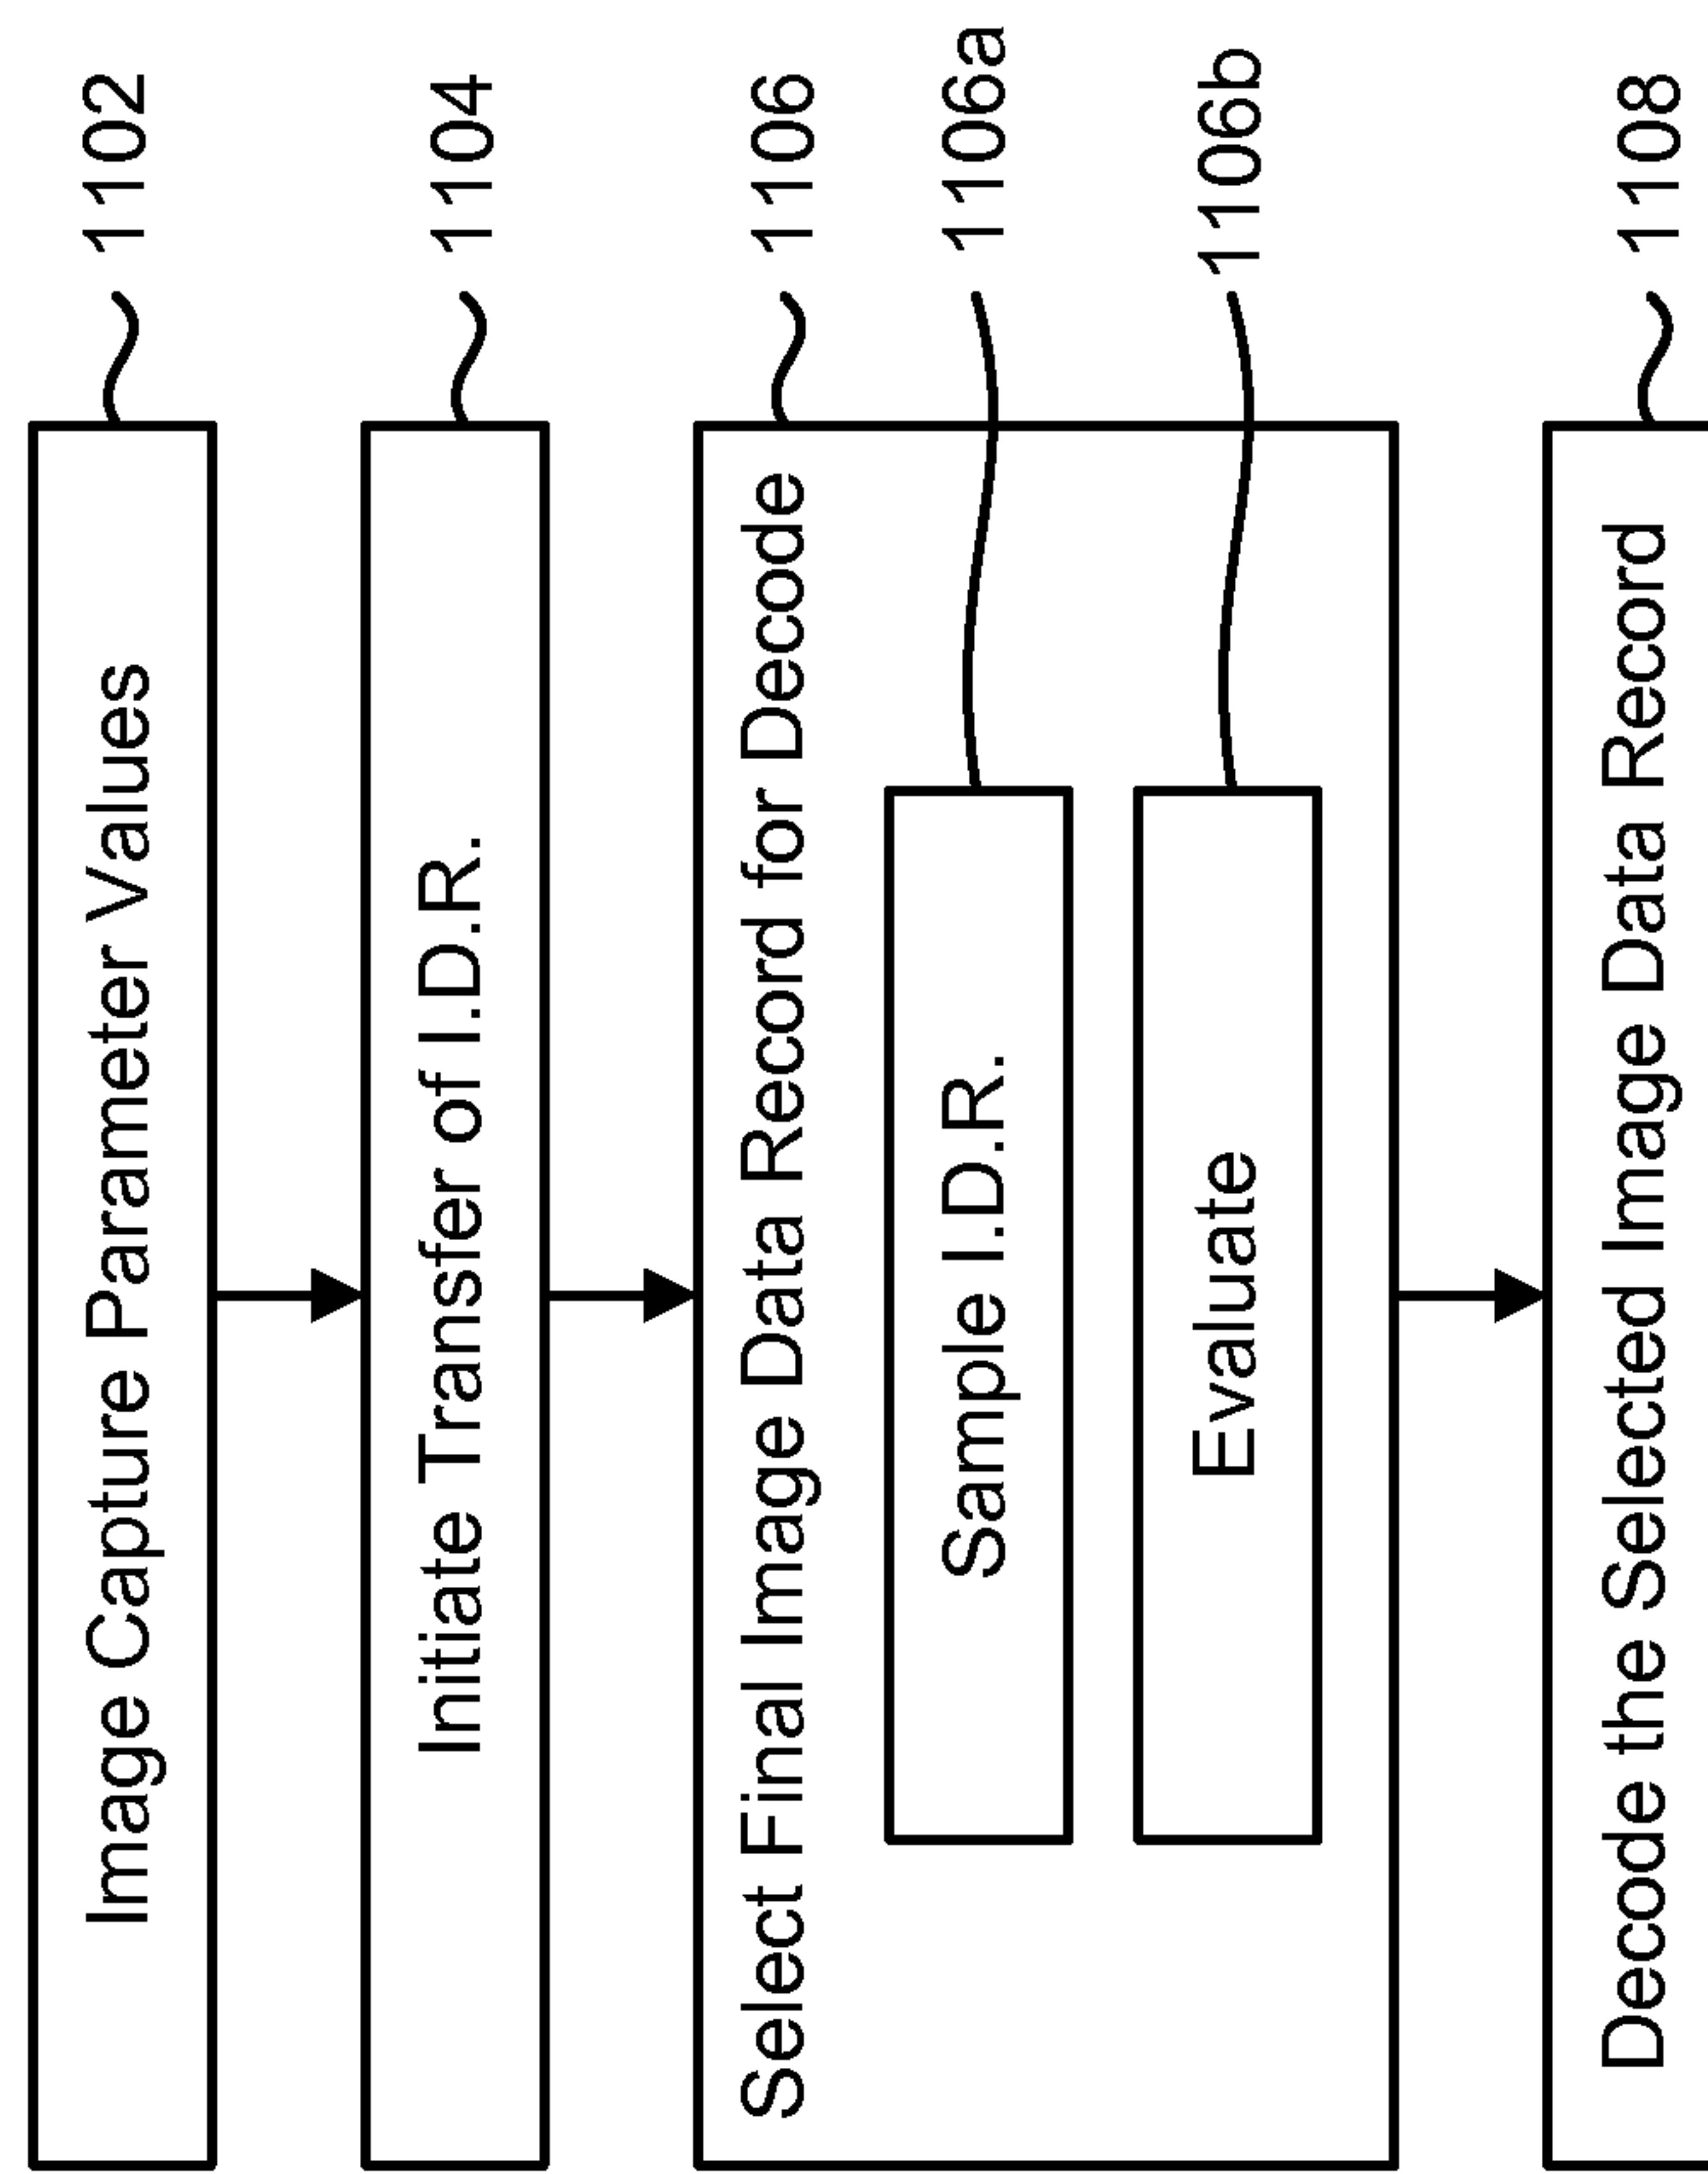 Image Capture Parameter Values
1102
Initiate Transfer of I.D.R.
1104
Select Final Image Data Record for Decode
1106
Sample I.D.R.
1106a
Evaluate
1106b
Decode the Selected Image Data Record
1108